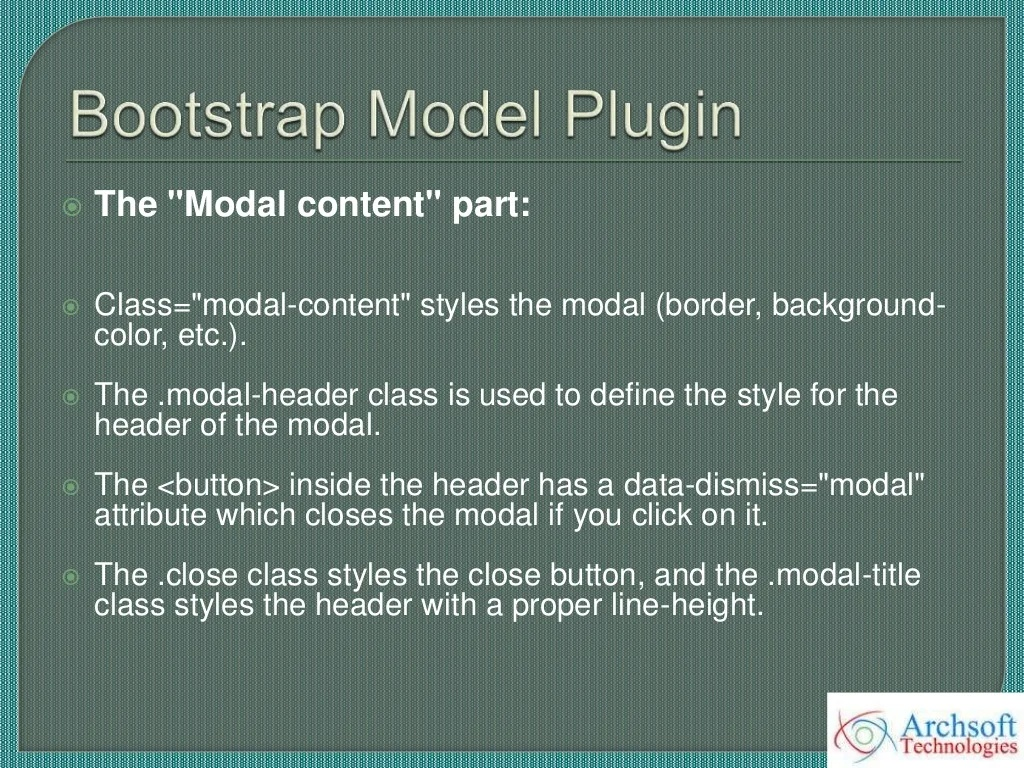 Bootstrap Model Plugin
The "Modal content" part:
Class="modal-content" styles the modal (border, background-
color, etc.).
The .modal-header class is used to define the style for the
header of the modal.
The <button> inside the header has a data-dismiss="modal"
attribute which closes the modal if you click on it.
The .close class styles the close button, and the .modal-title
class styles the header with a proper line-height.
Archsoft
Technologies